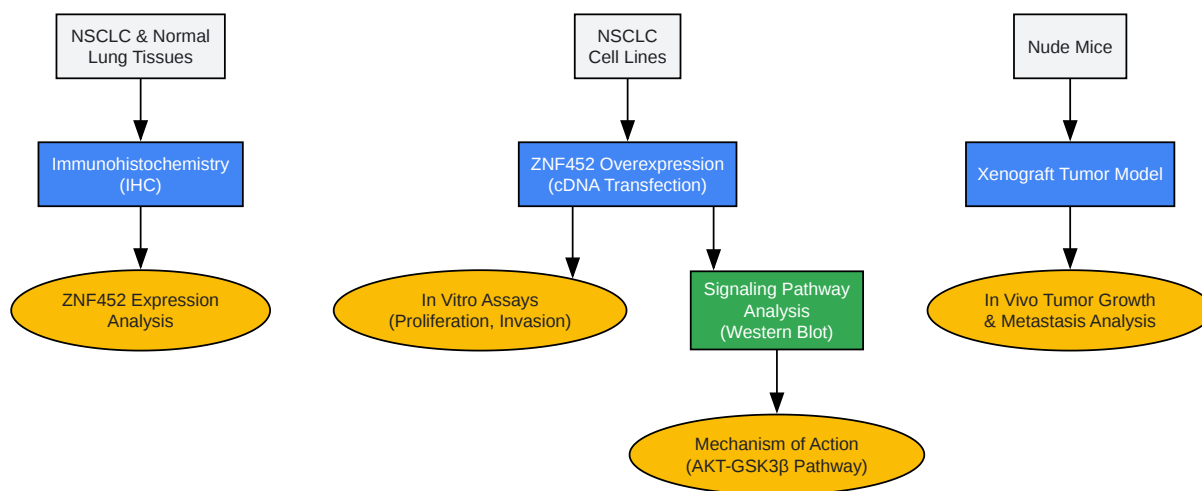 NSCLC & Normal
Lung Tissues
NSCLC
Cell Lines
Nude Mice
Immunohistochemistry
(IHC)
ZNF452 Overexpression
(cDNA Transfection)
Xenograft Tumor Model
ZNF452 Expression
Analysis
In Vitro Assays
(Proliferation, Invasion)
Signaling Pathway
Analysis
(Western Blot)
In Vivo Tumor Growth
& Metastasis Analysis
Mechanism of Action
(AKT-GSK3β Pathway)